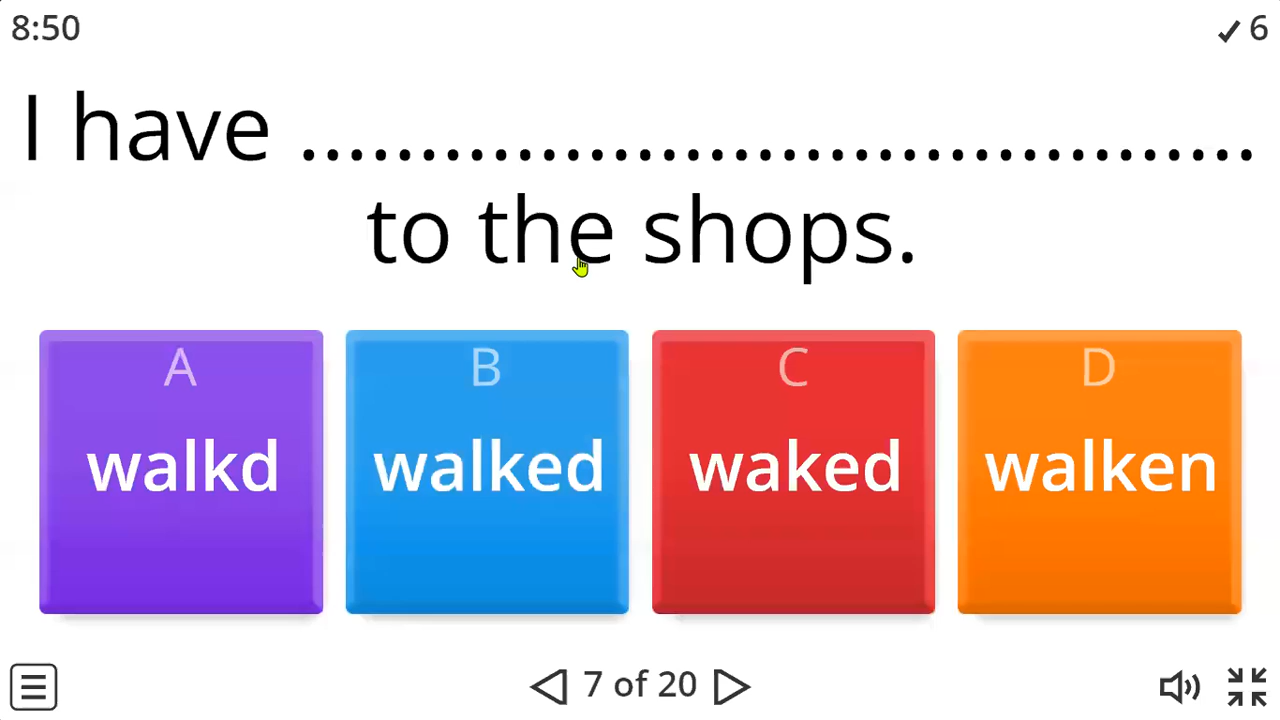 8:50
✓ 6
I have ........................................
to the shops.
A
walkd
B
walked
C
waked
D
walken
7 of 20